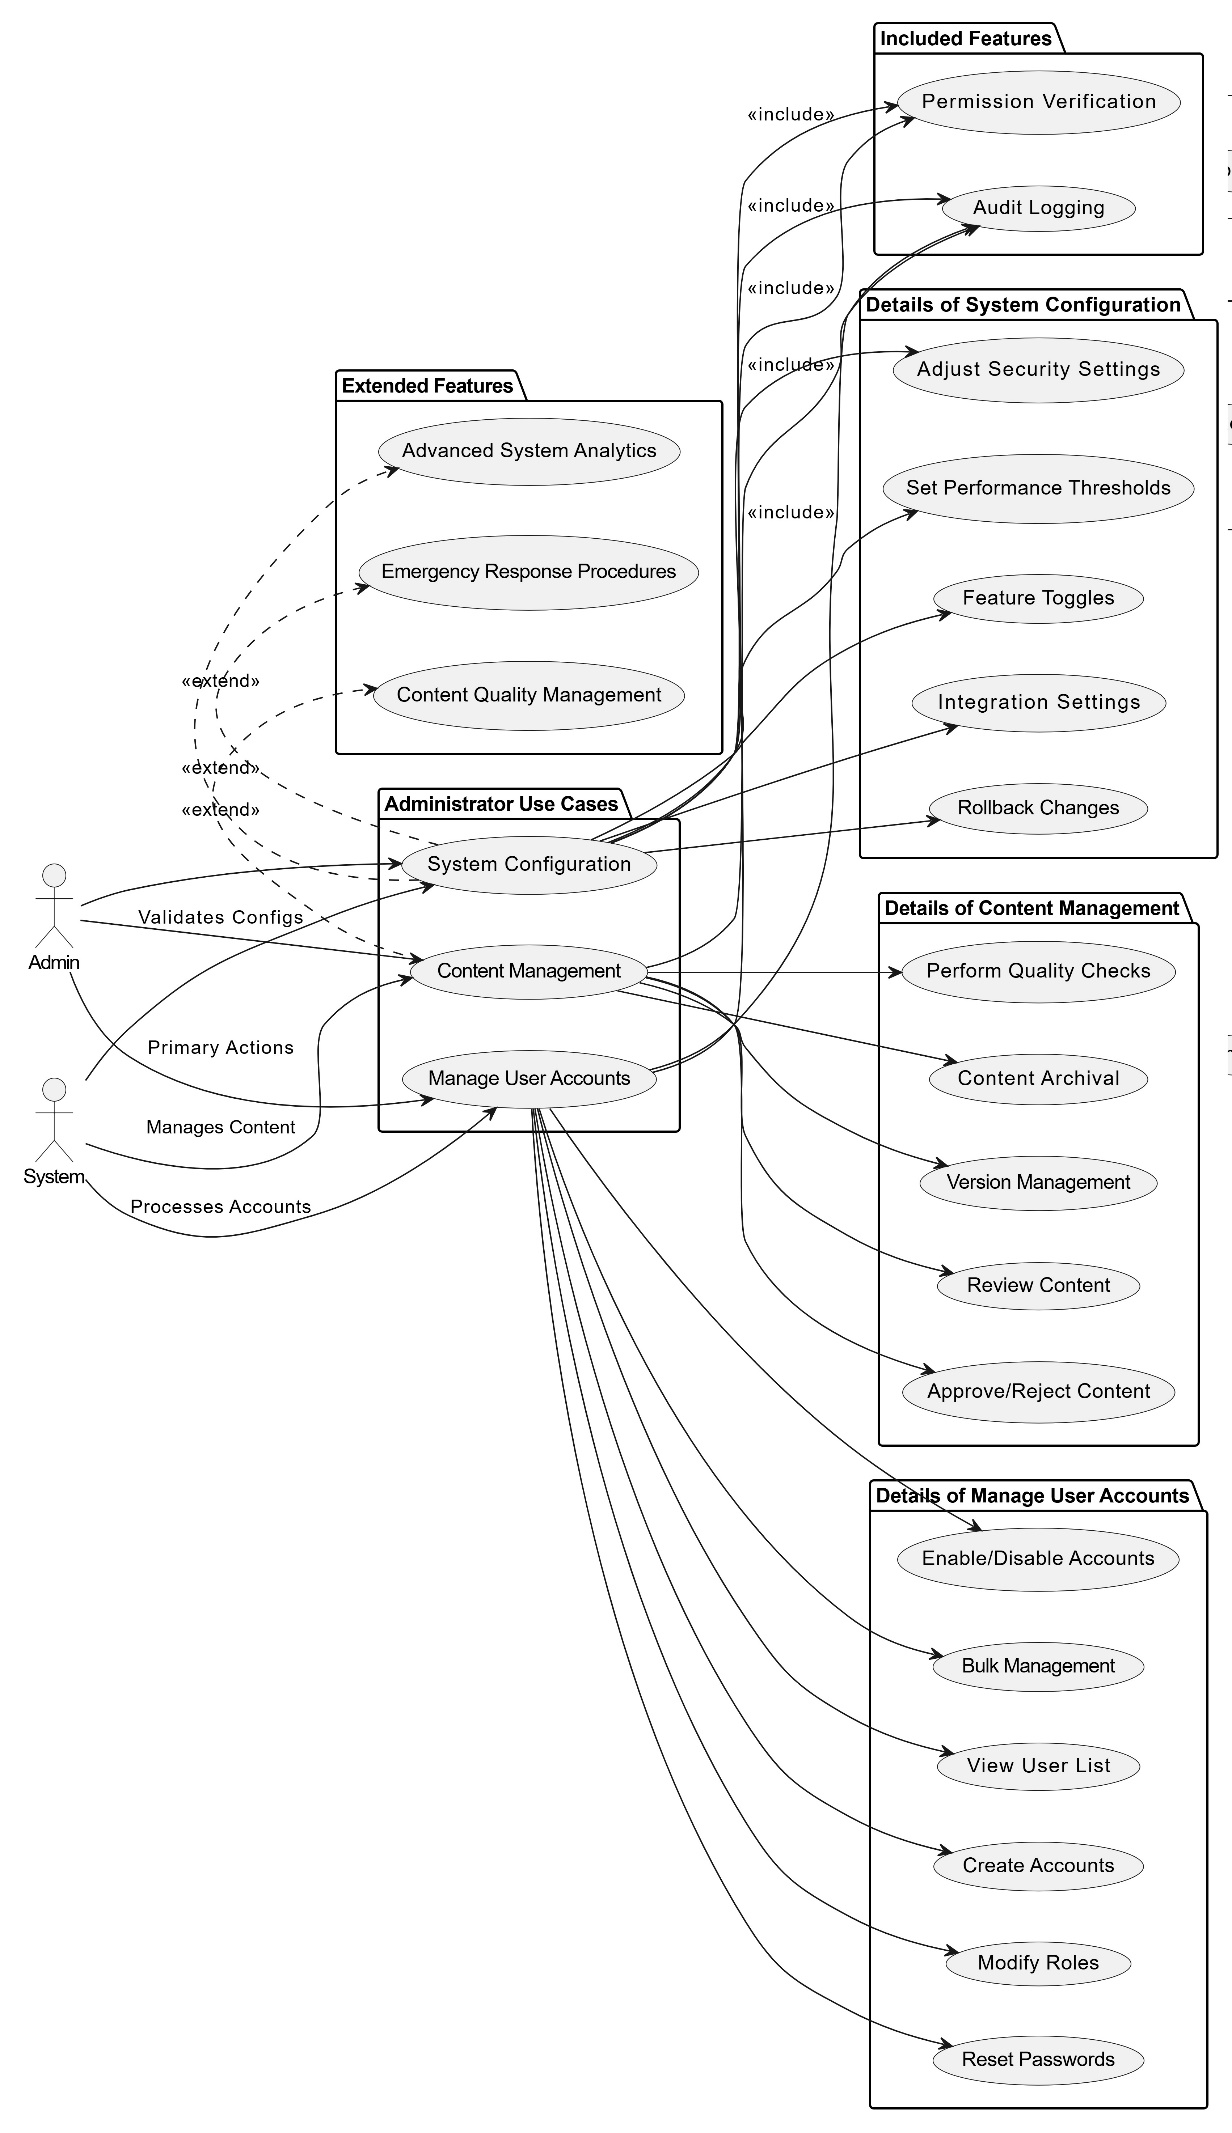 Included Features
«include»
Permission Verification
«include»
Audit Logging
«include»
Details of System Configuration
«include»
Adjust Security Settings
Extended Features
Advanced System Analytics
Set Performance Thresholds
«include»
Emergency Response Procedures
Feature Toggles
«extend»
Content Quality Management
Integration Settings
«extend»
«extend»
Administrator Use Cases
Rollback Changes
System Configuration
Details of Content Management
Validates Configs
Admin
Content Management
Perform Quality Checks
Primary Actions
Manage User Accounts
Content Archival
Manages Content
System
Version Management
Processes Accounts
Review Content
Approve/Reject Content
Details of Manage User Accounts
Enable/Disable Accounts
Bulk Management
View User List
Create Accounts
Modify Roles
Reset Passwords